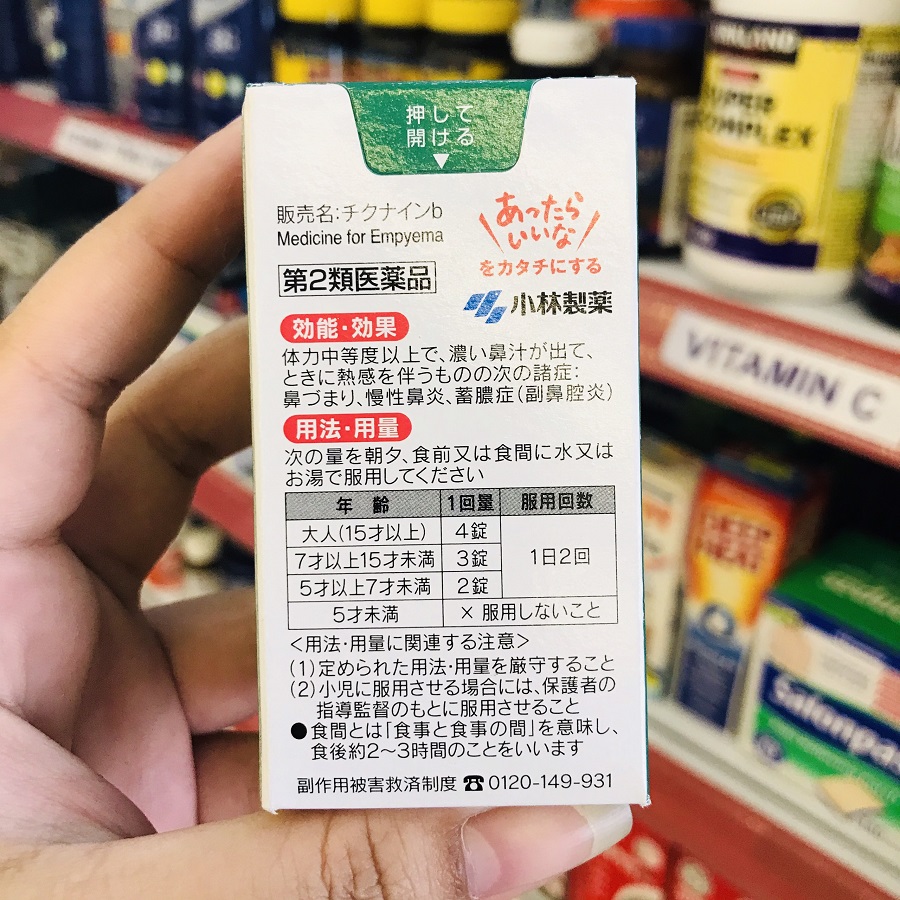 押して
開ける
販売名:チクナインb
Medicine for Empyema
あったら
いいな
をカタチにする
第2類医薬品
小林製薬
効能・効果
体力中等度以上で、濃い鼻汁が出て、
ときに熱感を伴うものの次の諸症:
鼻づまり、慢性鼻炎、蓄膿症(副鼻腔炎)
用法・用量
次の量を朝夕、食前又は食間に水又は
お湯で服用してください
年齢 1回量 服用回数
大人(15才以上) 4錠 1日2回
7才以上15才未満 3錠
5才以上7才未満 2錠
5才未満 × 服用しないこと
<用法・用量に関連する注意>
(1)定められた用法・用量を厳守すること
(2)小児に服用させる場合には、保護者の
指導監督のもとに服用させること
●食間とは「食事と食事の間」を意味し、
食後約2〜3時間のことをいいます
副作用被害救済制度 ☎0120-149-931
VITAMIN C